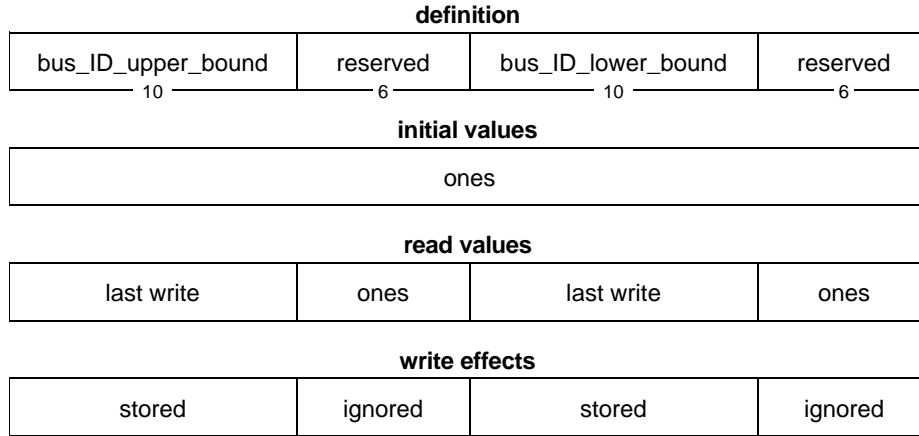 definition
bus_ID_upper_bound reserved bus_ID_lower_bound reserved
10 6 10 6
initial values
ones
read values
last write ones last write ones
write effects
stored ignored stored ignored